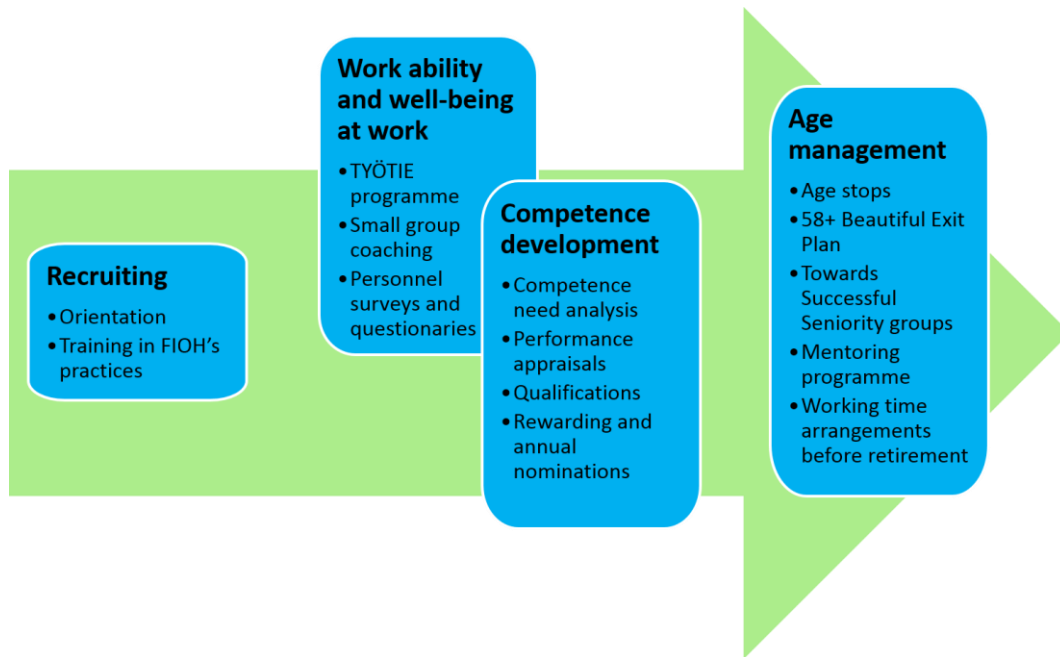 Recruiting
•Orientation
•Training in FIOH's
practices
Work ability
and well-being
at work
•TYÖTIE
programme
•Small group
coaching
•Personnel
surveys and
questionaries
Competence
development
•Competence
need analysis
•Performance
appraisals
•Qualifications
•Rewarding and
annual
nominations
Age
management
•Age stops
•58+ Beautiful Exit
Plan
•Towards
Successful
Seniority groups
•Mentoring
programme
•Working time
arrangements
before retirement